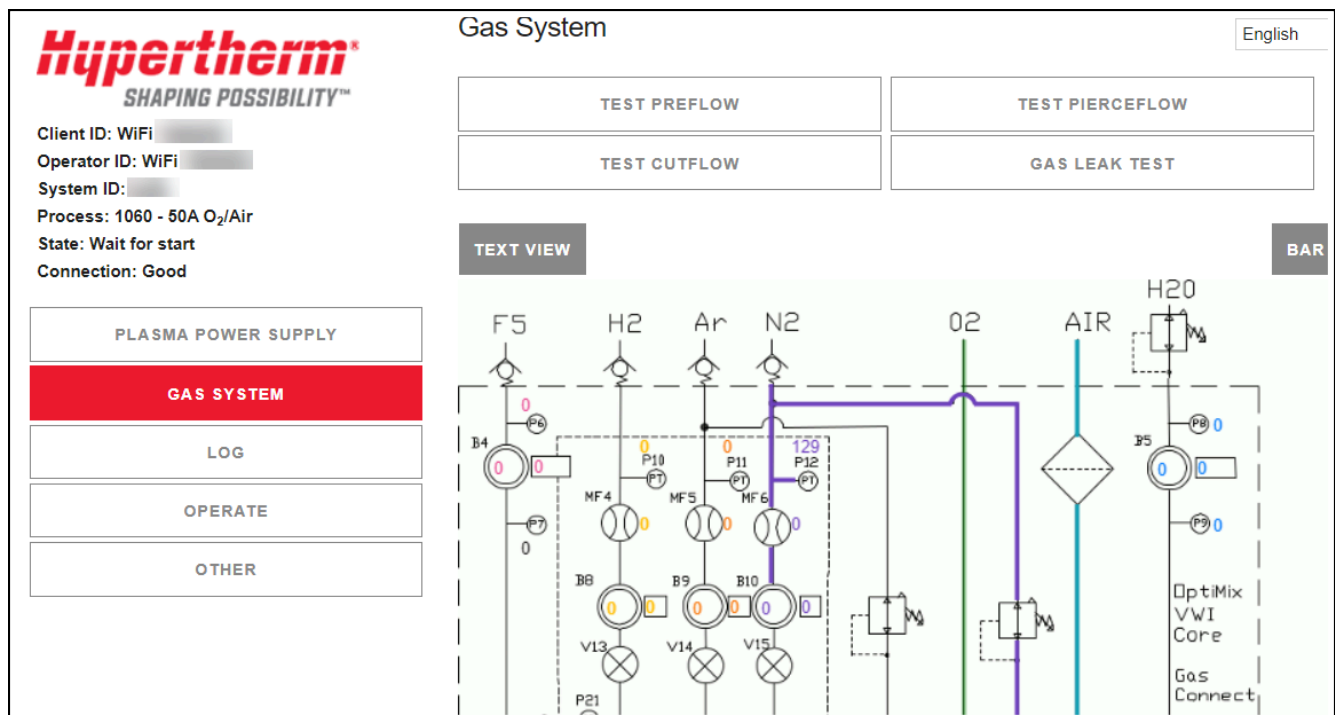 Hypertherm®
SHAPING POSSIBILITY™
Client ID: WiFi
Operator ID: WiFi
System ID:
Process: 1060 - 50A O₂/Air
State: Wait for start
Connection: Good
PLASMA POWER SUPPLY
GAS SYSTEM
LOG
OPERATE
OTHER
Gas System
English
TEST PREFLOW
TEST PIERCEFLOW
TEST CUTFLOW
GAS LEAK TEST
TEXT VIEW
BAR
H20
F5 H2 Ar N2 02 AIR
0
P6
P8 0
B4
0 0
0 0 129
P10 P11 P12
PT PT PT
B5
0 0
MF4 MF5 MF6
0 0 0
P7
0
P9 0
B8 B9 B10
0 0 0 0 0 0
OptiMix
VWI
Core
V13 V14 V15
Gas
Connect
P21